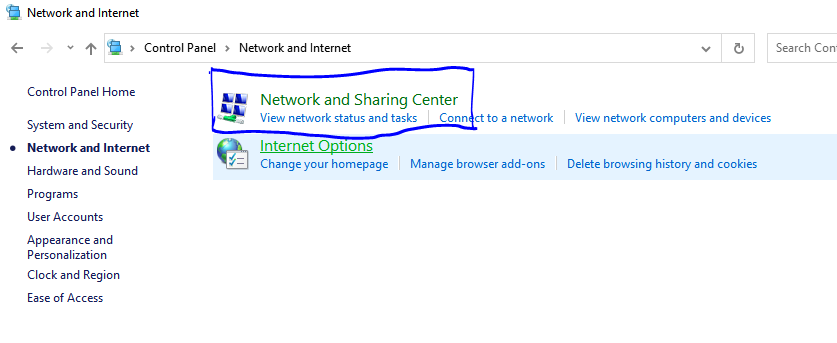 Network and Internet
Control Panel > Network and Internet
Search Con
Control Panel Home
System and Security
Network and Internet
Hardware and Sound
Programs
User Accounts
Appearance and
Personalization
Clock and Region
Ease of Access
Network and Sharing Center
View network status and tasks | Connect to a network | View network computers and devices
Internet Options
Change your homepage | Manage browser add-ons | Delete browsing history and cookies